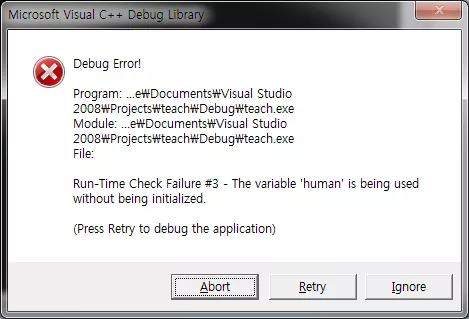 Microsoft Visual C++ Debug Library
Debug Error!
Program: ...e₩Documents₩Visual Studio
2008₩Projects₩teach₩Debug₩teach.exe
Module: ...e₩Documents₩Visual Studio
2008₩Projects₩teach₩Debug₩teach.exe
File:
Run-Time Check Failure #3 - The variable 'human' is being used
without being initialized.
(Press Retry to debug the application)
Abort
Retry
Ignore